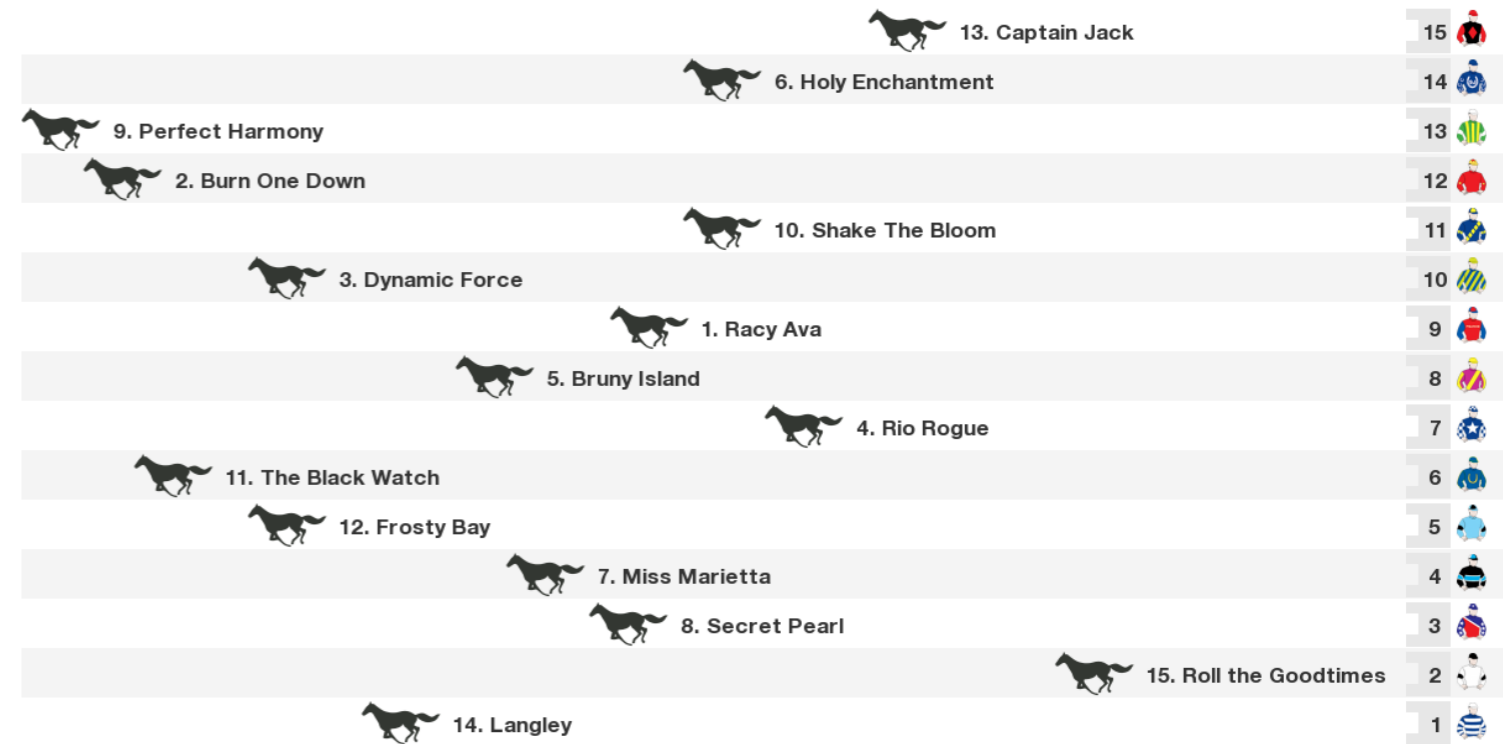 13. Captain Jack 15
6. Holy Enchantment 14
9. Perfect Harmony 13
2. Burn One Down 12
10. Shake The Bloom 11
3. Dynamic Force 10
1. Racy Ava 9
5. Bruny Island 8
4. Rio Rogue 7
11. The Black Watch 6
12. Frosty Bay 5
7. Miss Marietta 4
8. Secret Pearl 3
15. Roll the Goodtimes 2
14. Langley 1